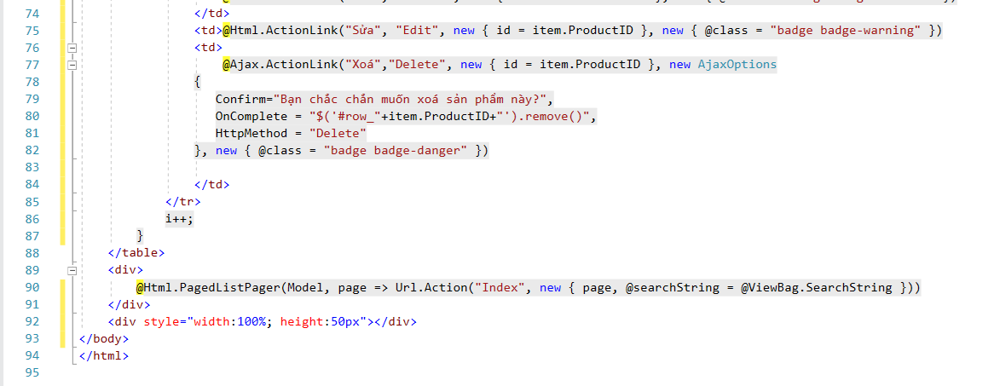 74 </td>
75 <td>@Html.ActionLink("Sửa", "Edit", new { id = item.ProductID }, new { @class = "badge badge-warning" })
76 <td>
77 @Ajax.ActionLink("Xoá","Delete", new { id = item.ProductID }, new AjaxOptions
78 {
79 Confirm="Bạn chắc chắn muốn xoá sản phẩm này?",
80 OnComplete = "$('#row_"+item.ProductID+"').remove()",
81 HttpMethod = "Delete"
82 }, new { @class = "badge badge-danger" })
83
84 </td>
85 </tr>
86 i++;
87 }
88 </table>
89 <div>
90 @Html.PagedListPager(Model, page => Url.Action("Index", new { page, @searchString = @ViewBag.SearchString }))
91 </div>
92 <div style="width:100%; height:50px"></div>
93 </body>
94 </html>
95